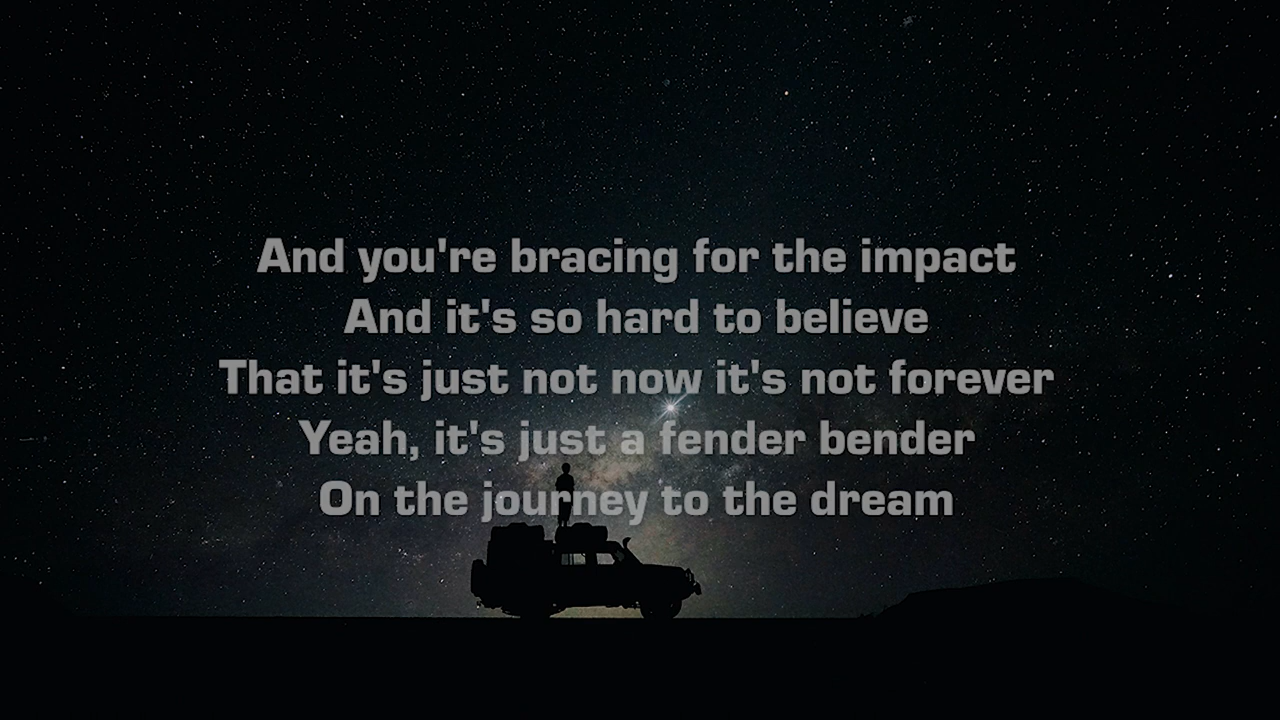 And you're bracing for the impact
And it's so hard to believe
That it's just not now it's not forever
Yeah, it's just a fender bender
On the journey to the dream